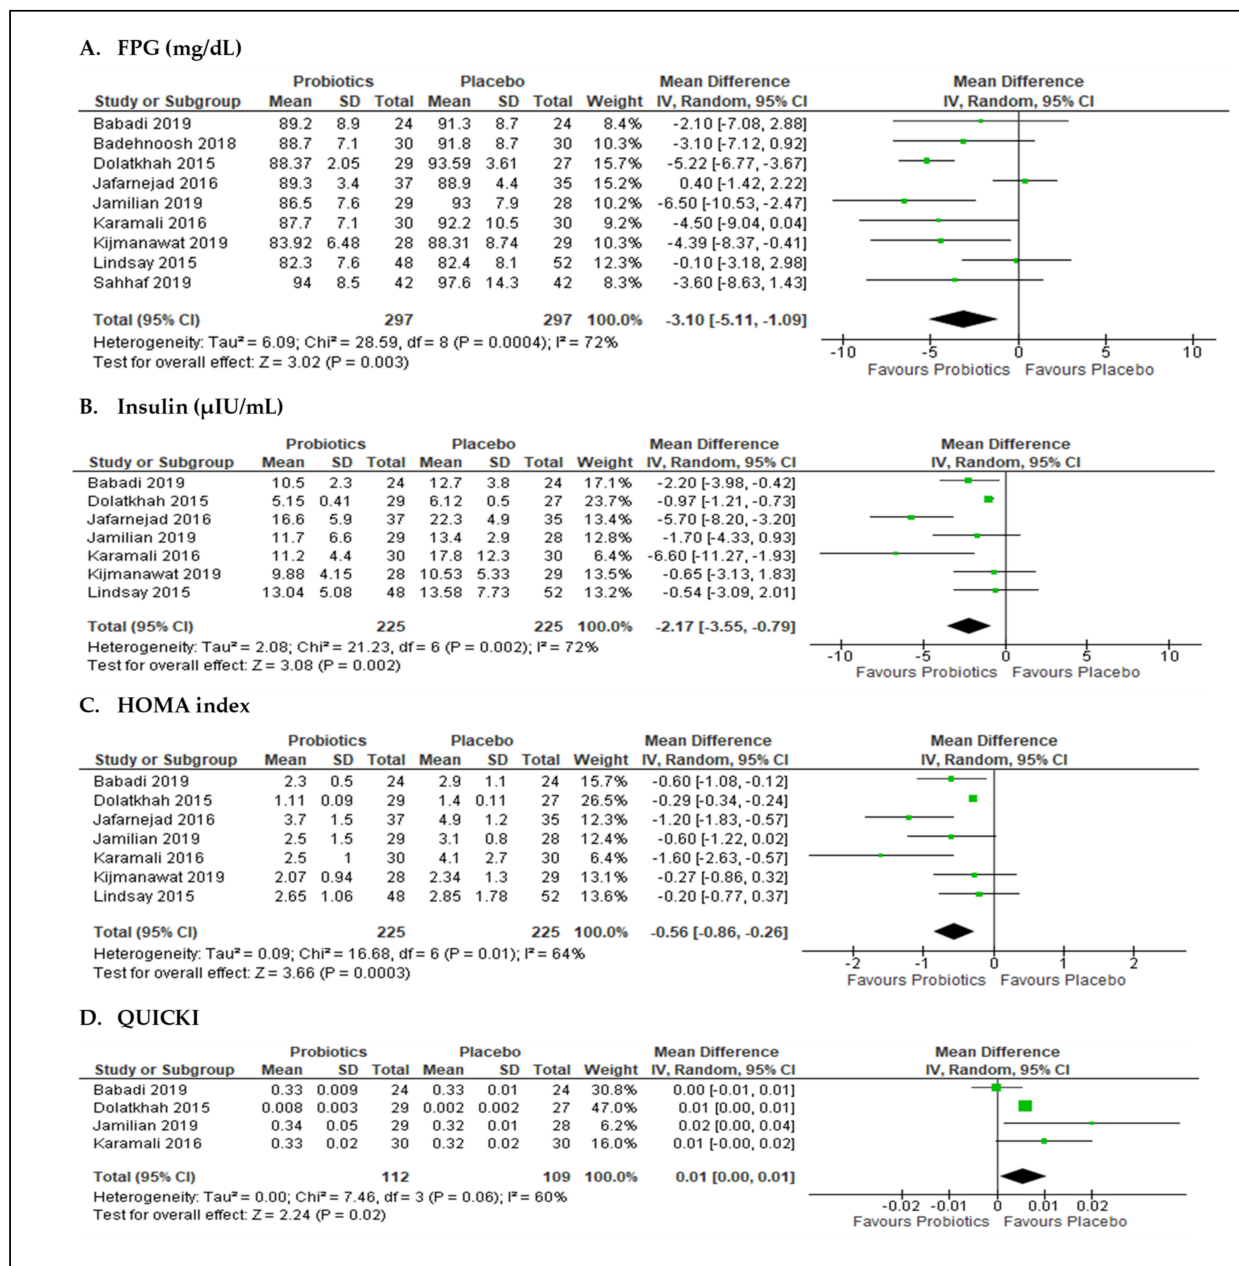 A. FPG (mg/dL)
Probiotics Placebo Mean Difference Mean Difference
Study or Subgroup Mean SD Total Mean SD Total Weight IV, Random, 95% CI IV, Random, 95% CI
Babadi 2019 89.2 8.9 24 91.3 8.7 24 8.4% -2.10 [-7.08, 2.88]
Badehnoosh 2018 88.7 7.1 30 91.8 8.7 30 10.3% -3.10 [-7.12, 0.92]
Dolatkhah 2015 88.37 2.05 29 93.59 3.61 27 15.7% -5.22 [-6.77, -3.67]
Jafarnejad 2016 89.3 3.4 37 88.9 4.4 35 15.2% 0.40 [-1.42, 2.22]
Jamilian 2019 86.5 7.6 29 93 7.9 28 10.2% -6.50 [-10.53, -2.47]
Karamali 2016 87.7 7.1 30 92.2 10.5 30 9.2% -4.50 [-9.04, 0.04]
Kijmanawat 2019 83.92 6.48 28 88.31 8.74 29 10.3% -4.39 [-8.37, -0.41]
Lindsay 2015 82.3 7.6 48 82.4 8.1 52 12.3% -0.10 [-3.18, 2.98]
Sahhaf 2019 94 8.5 42 97.6 14.3 42 8.3% -3.60 [-8.63, 1.43]
Total (95% CI) 297 297 100.0% -3.10 [-5.11, -1.09]
Heterogeneity: Tau² = 6.09; Chi² = 28.59, df = 8 (P = 0.0004); I² = 72%
Test for overall effect: Z = 3.02 (P = 0.003)
-10 -5 0 5 10
Favours Probiotics Favours Placebo
B. Insulin (µIU/mL)
Probiotics Placebo Mean Difference Mean Difference
Study or Subgroup Mean SD Total Mean SD Total Weight IV, Random, 95% CI IV, Random, 95% CI
Babadi 2019 10.5 2.3 24 12.7 3.8 24 17.1% -2.20 [-3.98, -0.42]
Dolatkhah 2015 5.15 0.41 29 6.12 0.5 27 23.7% -0.97 [-1.21, -0.73]
Jafarnejad 2016 16.6 5.9 37 22.3 4.9 35 13.4% -5.70 [-8.20, -3.20]
Jamilian 2019 11.7 6.6 29 13.4 2.9 28 12.8% -1.70 [-4.33, 0.93]
Karamali 2016 11.2 4.4 30 17.8 12.3 30 6.4% -6.60 [-11.27, -1.93]
Kijmanawat 2019 9.88 4.15 28 10.53 5.33 29 13.5% -0.65 [-3.13, 1.83]
Lindsay 2015 13.04 5.08 48 13.58 7.73 52 13.2% -0.54 [-3.09, 2.01]
Total (95% CI) 225 225 100.0% -2.17 [-3.55, -0.79]
Heterogeneity: Tau² = 2.08; Chi² = 21.23, df = 6 (P = 0.002); I² = 72%
Test for overall effect: Z = 3.08 (P = 0.002)
-10 -5 0 5 10
Favours Probiotics Favours Placebo
C. HOMA index
Probiotics Placebo Mean Difference Mean Difference
Study or Subgroup Mean SD Total Mean SD Total Weight IV, Random, 95% CI IV, Random, 95% CI
Babadi 2019 2.3 0.5 24 2.9 1.1 24 15.7% -0.60 [-1.08, -0.12]
Dolatkhah 2015 1.11 0.09 29 1.4 0.11 27 26.5% -0.29 [-0.34, -0.24]
Jafarnejad 2016 3.7 1.5 37 4.9 1.2 35 12.3% -1.20 [-1.83, -0.57]
Jamilian 2019 2.5 1.5 29 3.1 0.8 28 12.4% -0.60 [-1.22, 0.02]
Karamali 2016 2.5 1 30 4.1 2.7 30 6.4% -1.60 [-2.63, -0.57]
Kijmanawat 2019 2.07 0.94 28 2.34 1.3 29 13.1% -0.27 [-0.86, 0.32]
Lindsay 2015 2.65 1.06 48 2.85 1.78 52 13.6% -0.20 [-0.77, 0.37]
Total (95% CI) 225 225 100.0% -0.56 [-0.86, -0.26]
Heterogeneity: Tau² = 0.09; Chi² = 16.68, df = 6 (P = 0.01); I² = 64%
Test for overall effect: Z = 3.66 (P = 0.0003)
-2 -1 0 1 2
Favours Probiotics Favours Placebo
D. QUICKI
Probiotics Placebo Mean Difference Mean Difference
Study or Subgroup Mean SD Total Mean SD Total Weight IV, Random, 95% CI IV, Random, 95% CI
Babadi 2019 0.33 0.009 24 0.33 0.01 24 30.8% 0.00 [-0.01, 0.01]
Dolatkhah 2015 0.008 0.003 29 0.002 0.002 27 47.0% 0.01 [0.00, 0.01]
Jamilian 2019 0.34 0.05 29 0.32 0.01 28 6.2% 0.02 [0.00, 0.04]
Karamali 2016 0.33 0.02 30 0.32 0.02 30 16.0% 0.01 [-0.00, 0.02]
Total (95% CI) 112 109 100.0% 0.01 [0.00, 0.01]
Heterogeneity: Tau² = 0.00; Chi² = 7.46, df = 3 (P = 0.06); I² = 60%
Test for overall effect: Z = 2.24 (P = 0.02)
-0.02 -0.01 0 0.01 0.02
Favours Probiotics Favours Placebo